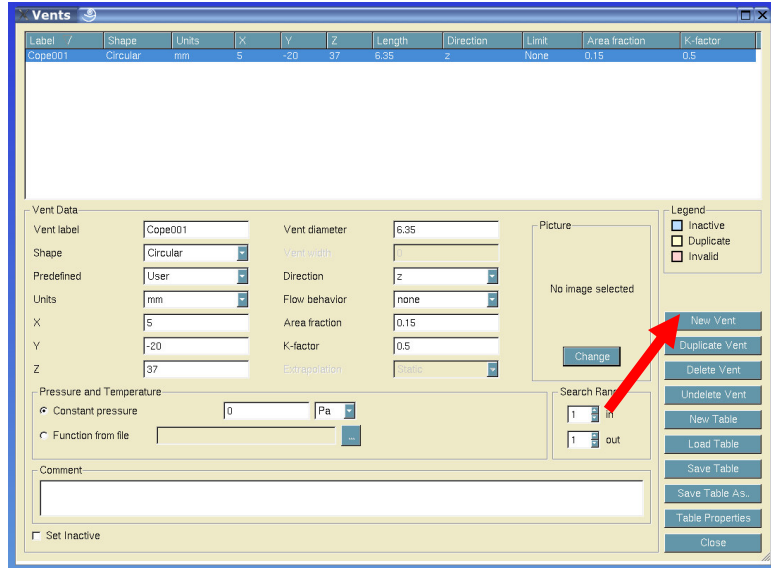 Vents
Label / Shape Units X Y Z Length Direction Limit Area fraction K-factor
Cope001 Circular mm 5 -20 37 6.35 z None 0.15 0.5
Vent Data
Vent label Cope001 Vent diameter 6.35
Shape Circular Vent width 0
Predefined User Direction z
Units mm Flow behavior none
X 5 Area fraction 0.15
Y -20 K-factor 0.5
Z 37 Extrapolation Static
Picture
No image selected
Change
Legend
Inactive
Duplicate
Invalid
Pressure and Temperature
Constant pressure 0 Pa
Function from file ...
Search Range
1 in
1 out
Comment
Set Inactive
New Vent
Duplicate Vent
Delete Vent
Undelete Vent
New Table
Load Table
Save Table
Save Table As..
Table Properties
Close